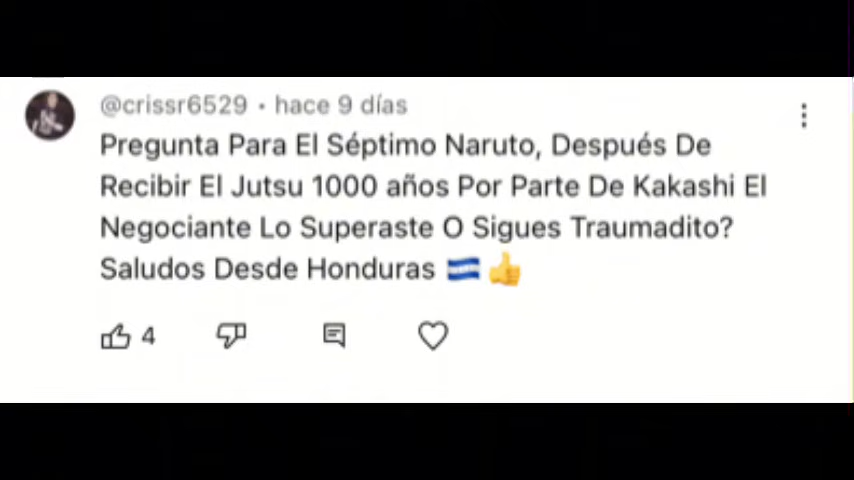 @crissr6529 • hace 9 días
Pregunta Para El Séptimo Naruto, Después De
Recibir El Jutsu 1000 años Por Parte De Kakashi El
Negociante Lo Superaste O Sigues Traumadito?
Saludos Desde Honduras 🇭🇳👍
4